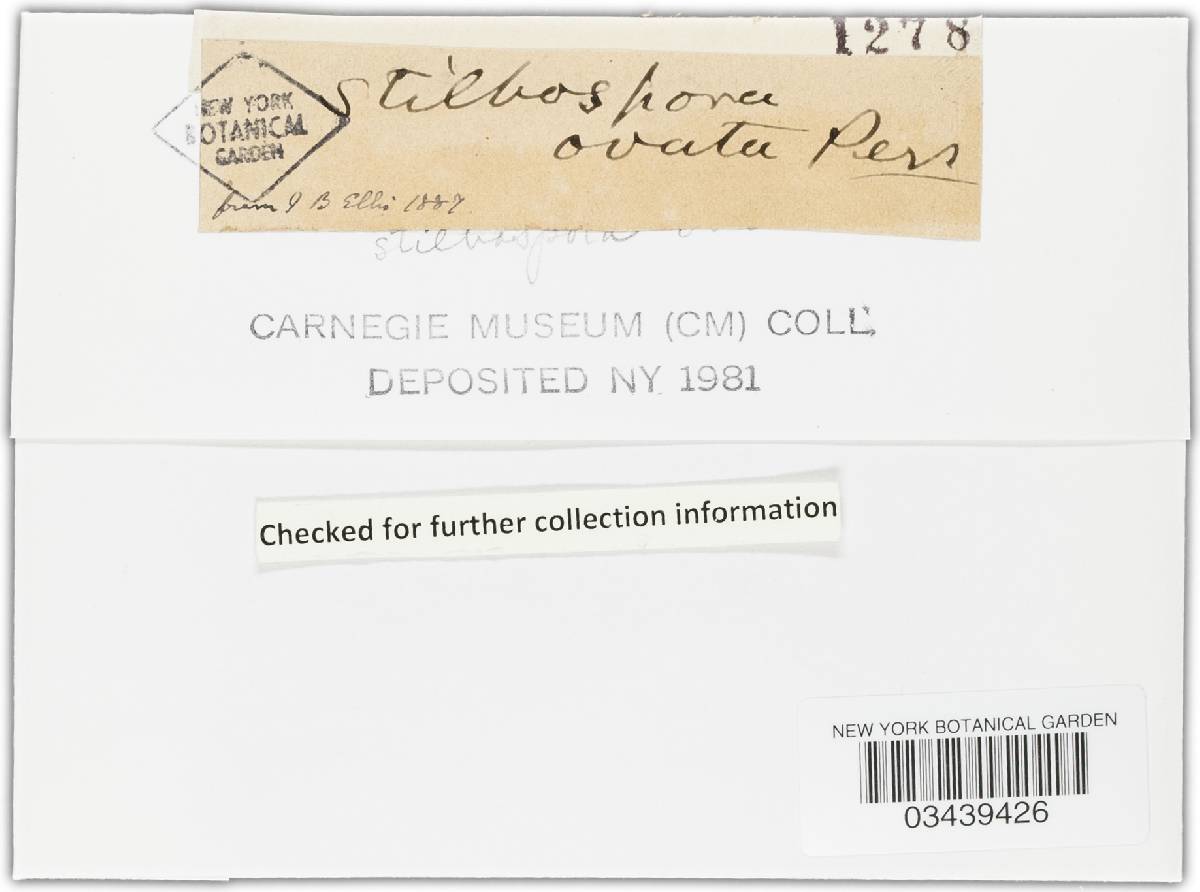 1278
NEW YORK
BOTANICAL
GARDEN
Stilbospora
ovata Pers
from J B Ellis 1887.
stilbospora
CARNEGIE MUSEUM (CM) COLL.
DEPOSITED NY 1981
Checked for further collection information
NEW YORK BOTANICAL GARDEN
03439426